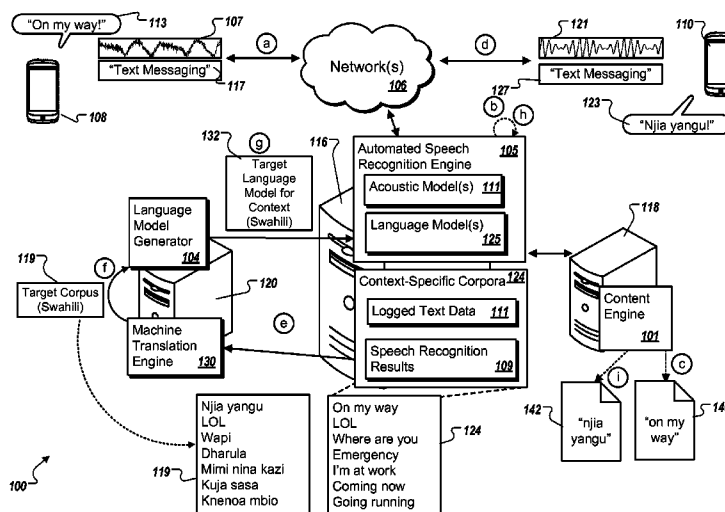 113
"On my way!"
107
"Text Messaging"
117
108
a
Network(s)
106
d
121
"Text Messaging"
127
110
123
"Njia yangu!"
b
h
132
g
Target
Language
Model for
Context
(Swahili)
116
Automated Speech
Recognition Engine
105
Acoustic Model(s) 111
Language Model(s)
125
118
Language
Model
Generator
104
119
f
Target Corpus
(Swahili)
120
Machine
Translation
Engine
130
e
Context-Specific Corpora 124
Logged Text Data
111
Speech Recognition
Results 109
Content
Engine
101
i
c
142
"njia
yangu"
"on my
way"
14
Njia yangu
LOL
Wapi
Dharula
Mimi nina kazi
Kuja sasa
Knenoa mbio
119
On my way
LOL
Where are you
Emergency
I'm at work
Coming now
Going running
124
100